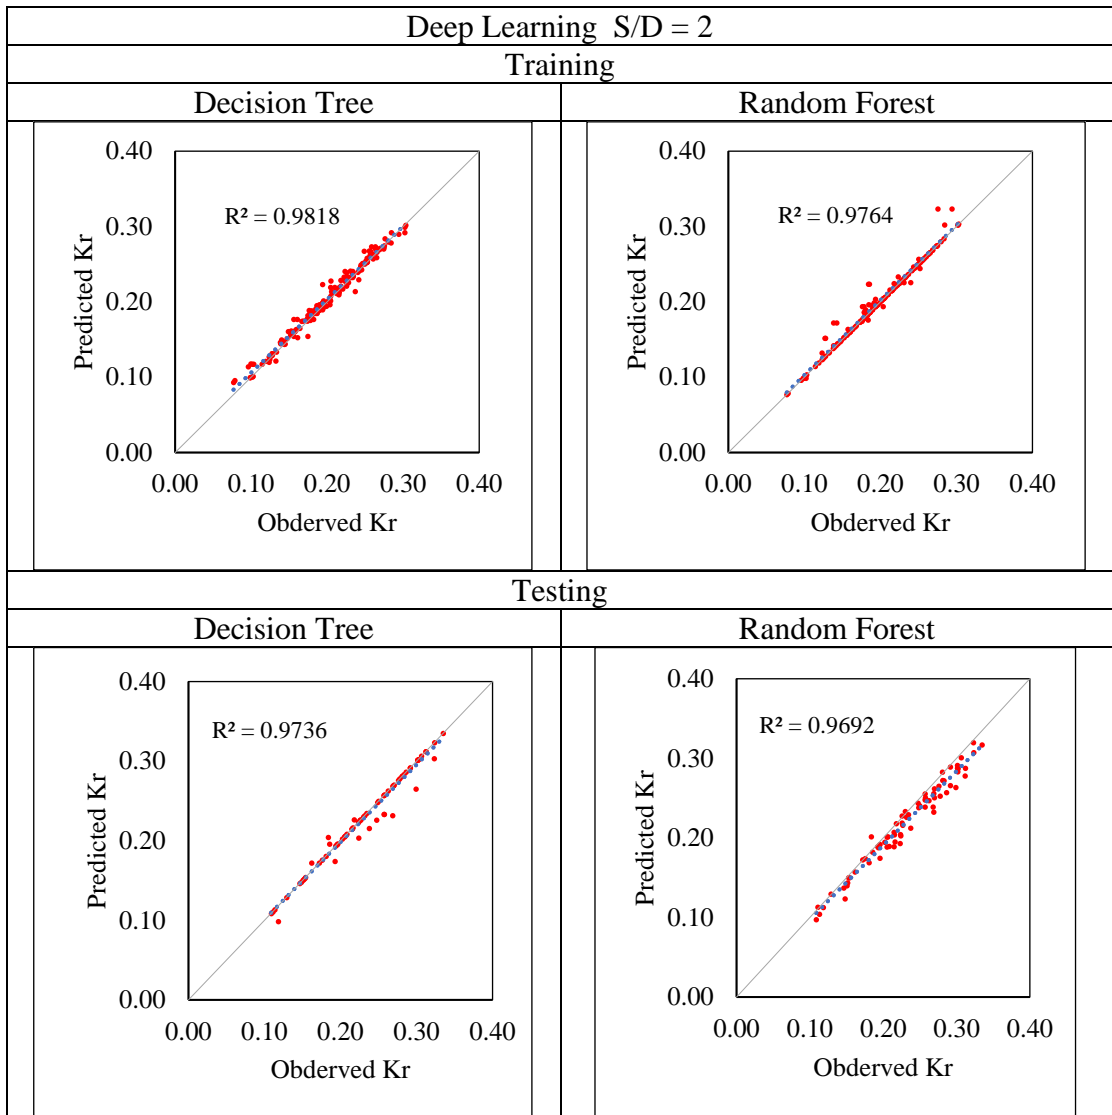 Deep Learning S/D = 2
Training
Decision Tree
Random Forest
0.40
0.30
0.20
0.10
0.00
Predicted Kr
R² = 0.9818
0.00 0.10 0.20 0.30 0.40
Obderved Kr
0.40
0.30
0.20
0.10
0.00
Predicted Kr
R² = 0.9764
0.00 0.10 0.20 0.30 0.40
Obderved Kr
Testing
Decision Tree
Random Forest
0.40
0.30
0.20
0.10
0.00
Predicted Kr
R² = 0.9736
0.00 0.10 0.20 0.30 0.40
Obderved Kr
0.40
0.30
0.20
0.10
0.00
Predicted Kr
R² = 0.9692
0.00 0.10 0.20 0.30 0.40
Obderved Kr